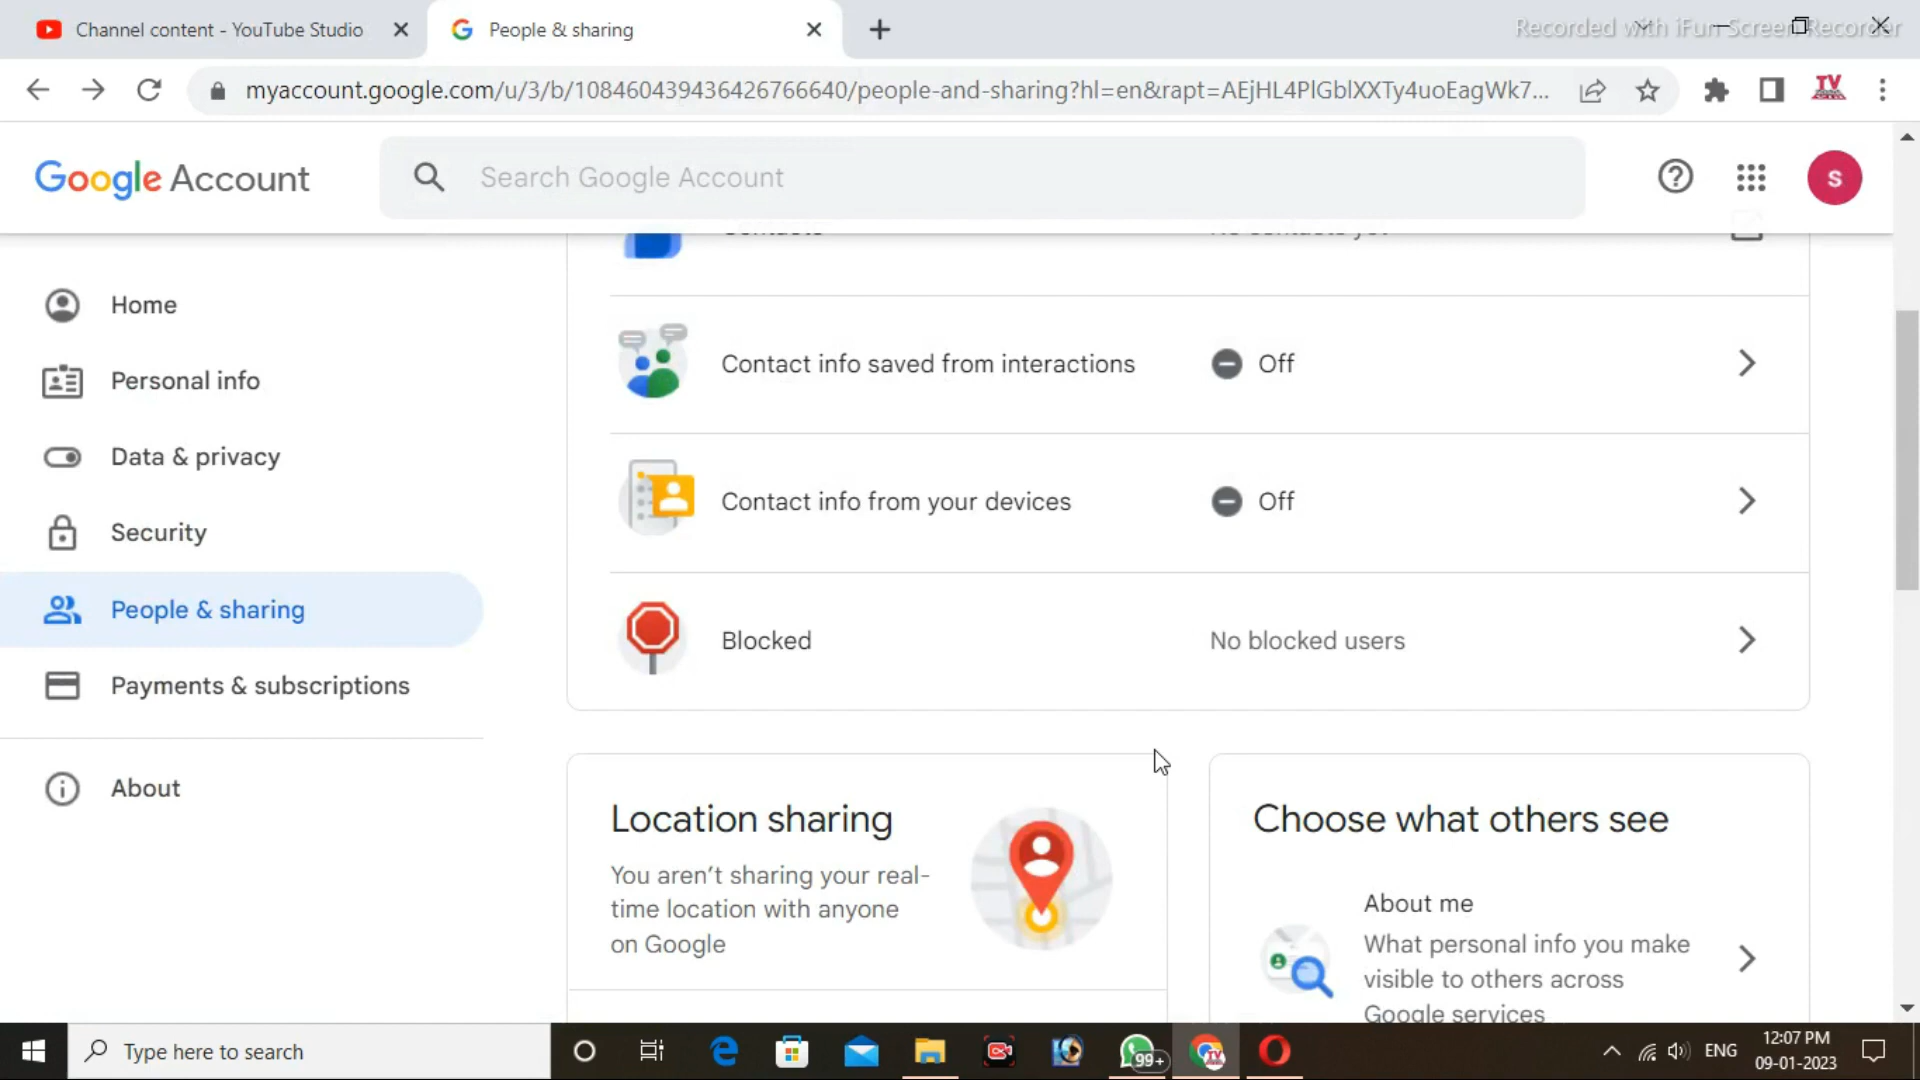 Channel content - YouTube Studio
People & sharing
Recorded with iFun Screen Recorder
myaccount.google.com/u/3/b/108460439436426766640/people-and-sharing?hl=en&rapt=AEjHL4PlGblXXTy4uoEagWk7...
TV
Google Account
Search Google Account
S
Contacts
No contacts yet
Home
Personal info
Data & privacy
Security
People & sharing
Payments & subscriptions
About
Contact info saved from interactions
Off
Contact info from your devices
Off
Blocked
No blocked users
Location sharing
You aren't sharing your real-
time location with anyone
on Google
Choose what others see
About me
What personal info you make
visible to others across
Google services
Type here to search
99+
ENG
12:07 PM
09-01-2023